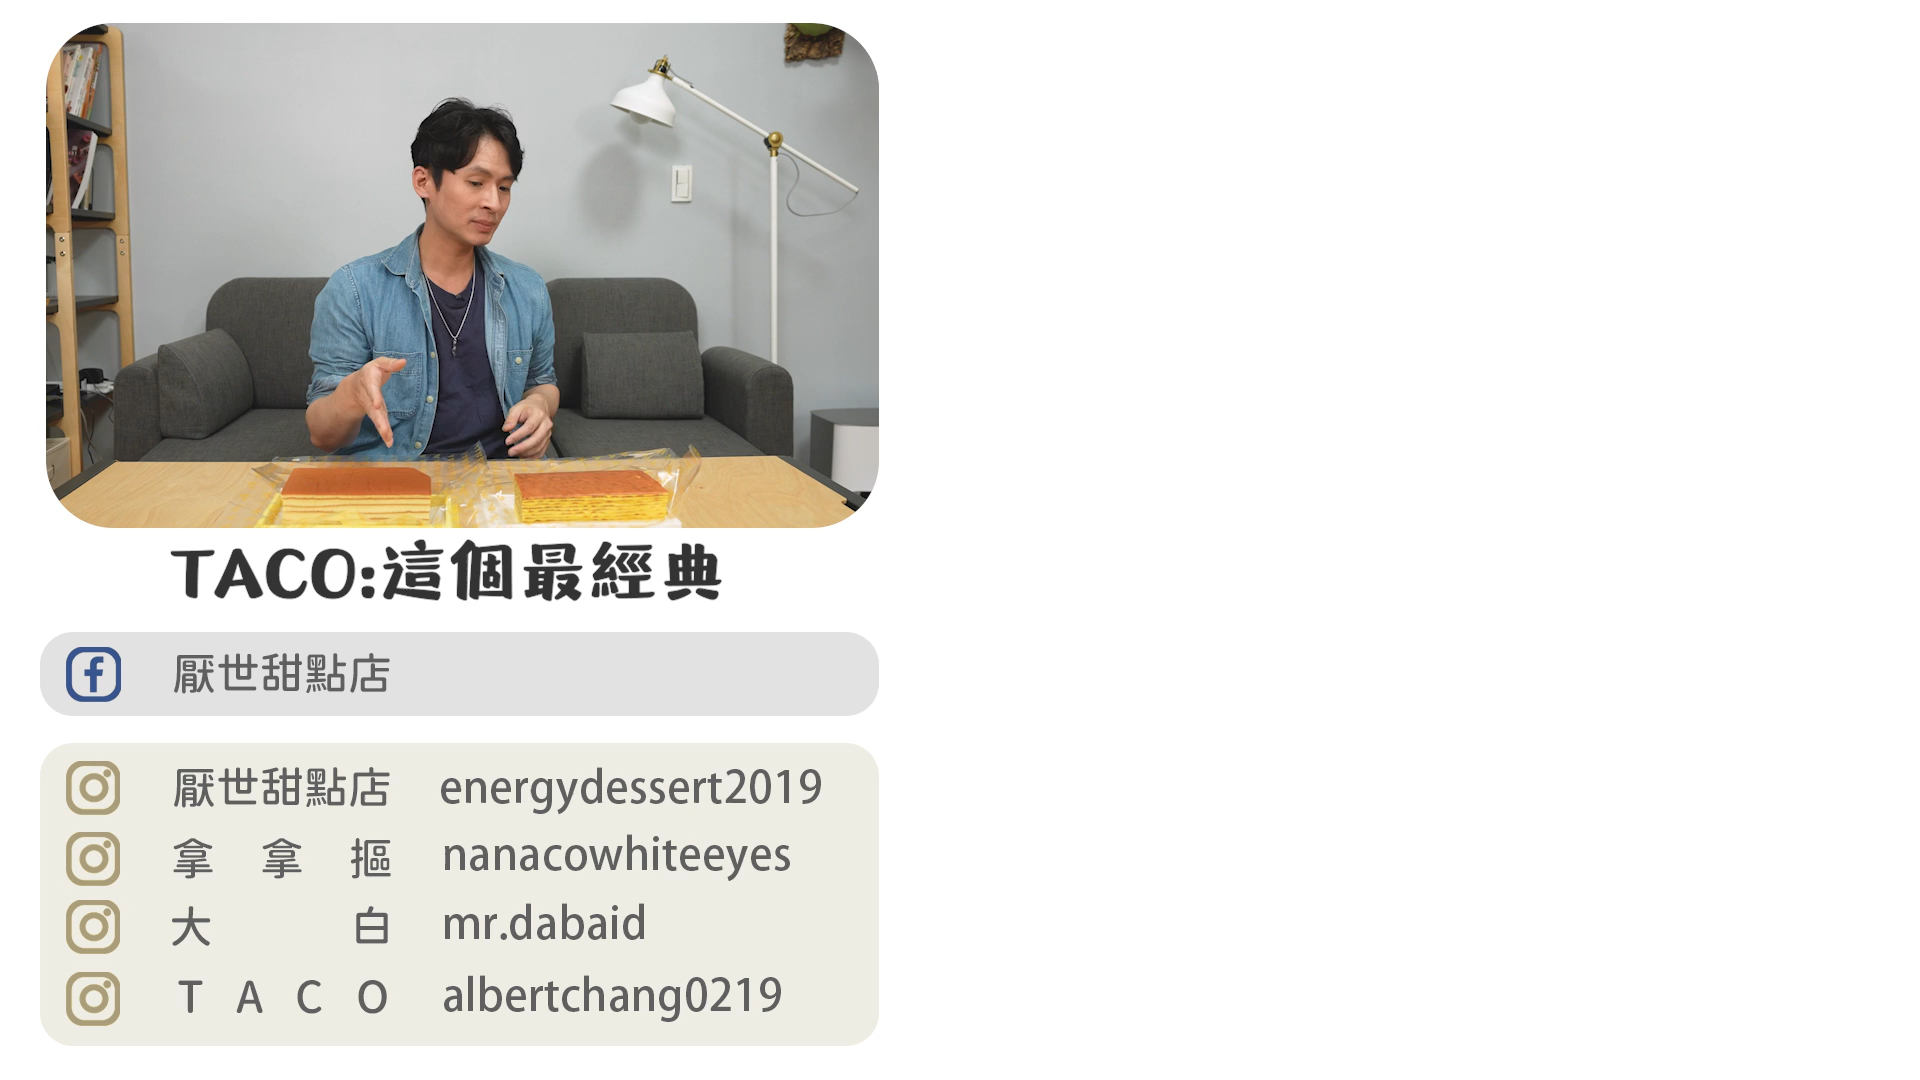 TACO:這個最經典
厭世甜點店
厭世甜點店 energydessert2019
拿拿摳 nanacowhiteeyes
大白 mr.dabaid
TACO albertchang0219